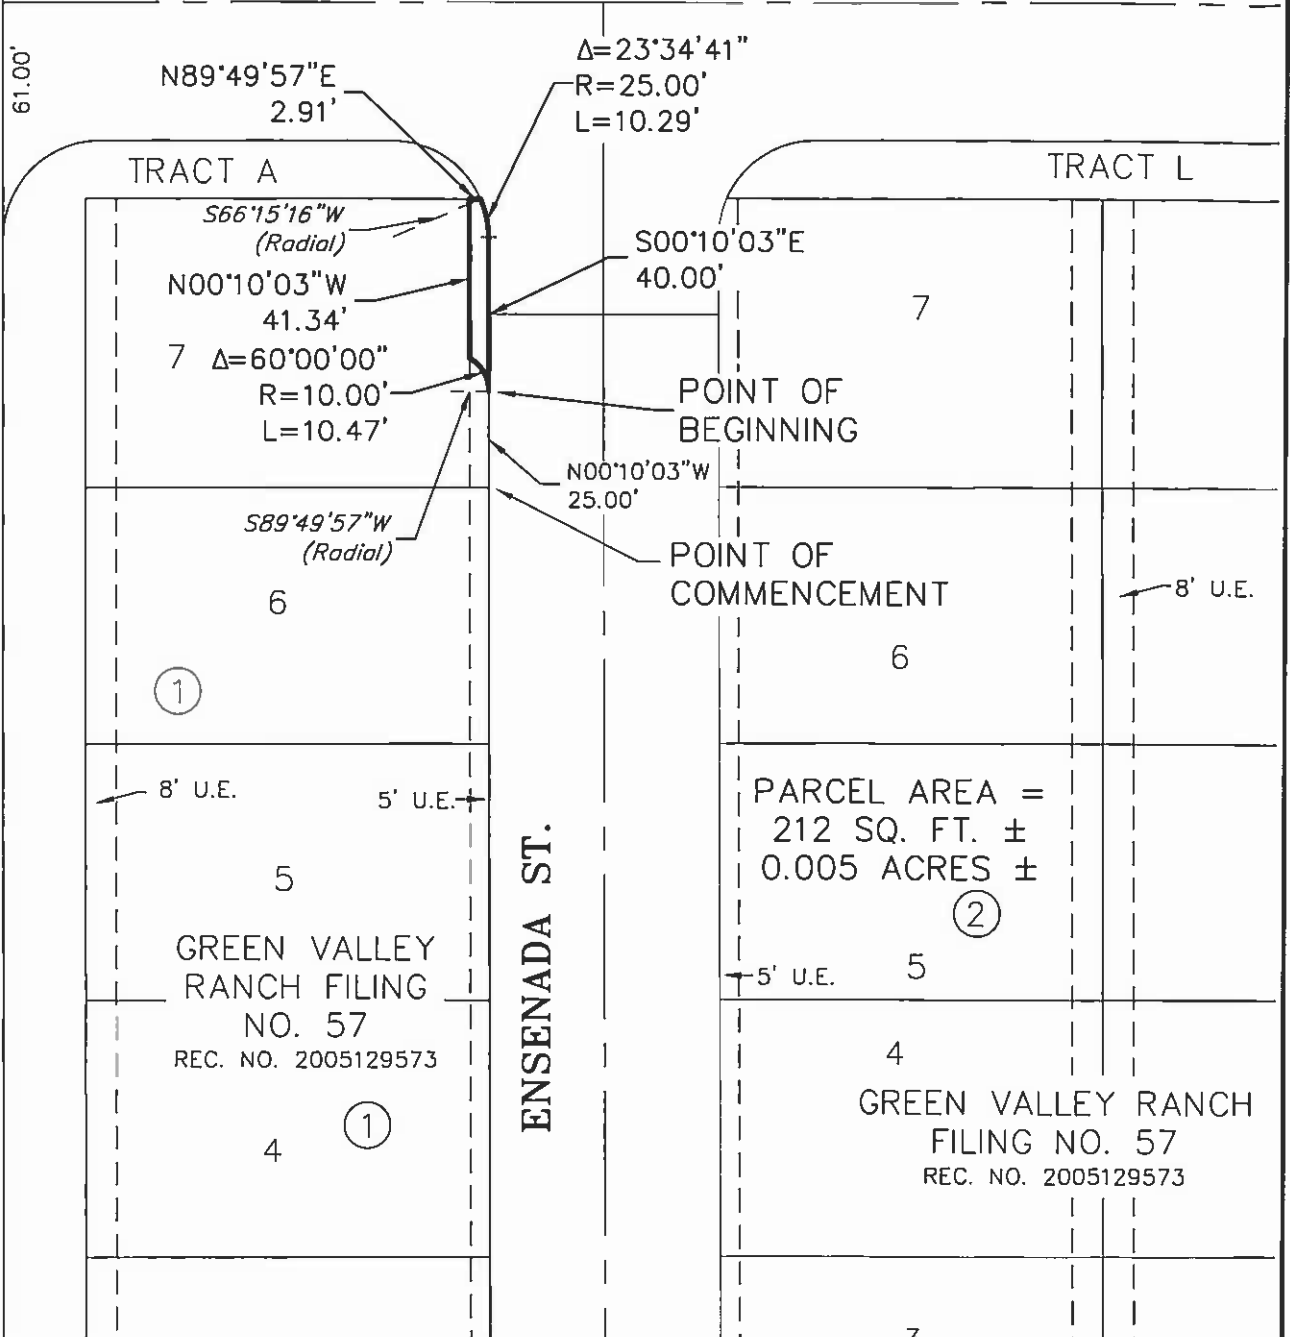 61.00'
N89°49'57"E
2.91'
Δ=23°34'41"
R=25.00'
L=10.29'
TRACT A
TRACT L
S66°15'16"W
(Radial)
S00°10'03"E
40.00'
N00°10'03"W
41.34'
7
7
Δ=60°00'00"
R=10.00'
L=10.47'
POINT OF
BEGINNING
N00°10'03"W
25.00'
S89°49'57"W
(Radial)
POINT OF
COMMENCEMENT
6
8' U.E.
6
1
8' U.E.
5' U.E.
PARCEL AREA =
212 SQ. FT. ±
0.005 ACRES ±
2
5
5
5' U.E.
ENSENADA ST.
GREEN VALLEY
RANCH FILING
NO. 57
REC. NO. 2005129573
4
GREEN VALLEY RANCH
FILING NO. 57
REC. NO. 2005129573
1
4